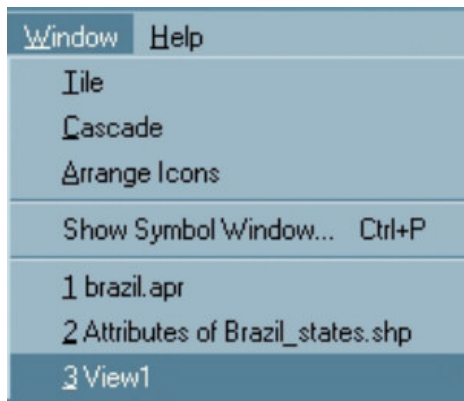 Window Help
Tile
Cascade
Arrange Icons
Show Symbol Window... Ctrl+P
1 brazil.apr
2 Attributes of Brazil_states.shp
3 View1